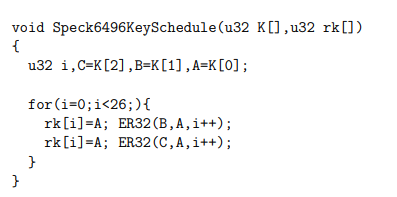 void Speck6496KeySchedule(u32 K[],u32 rk[])
{
  u32 i,C=K[2],B=K[1],A=K[0];

  for(i=0;i<26;){
    rk[i]=A; ER32(B,A,i++);
    rk[i]=A; ER32(C,A,i++);
  }
}